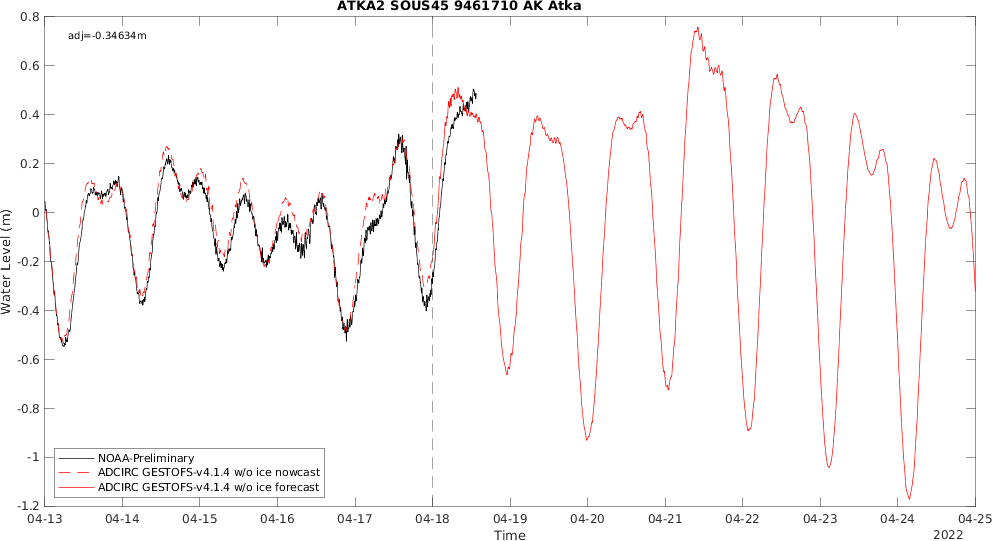 ATKA2 SOUS45 9461710 AK Atka
adj=-0.34634m
0.8
0.6
0.4
0.2
0
-0.2
-0.4
-0.6
-0.8
-1
-1.2
Water Level (m)
NOAA-Preliminary
ADCIRC GESTOFS-v4.1.4 w/o ice nowcast
ADCIRC GESTOFS-v4.1.4 w/o ice forecast
04-13 04-14 04-15 04-16 04-17 04-18 04-19 04-20 04-21 04-22 04-23 04-24 04-25
Time
2022